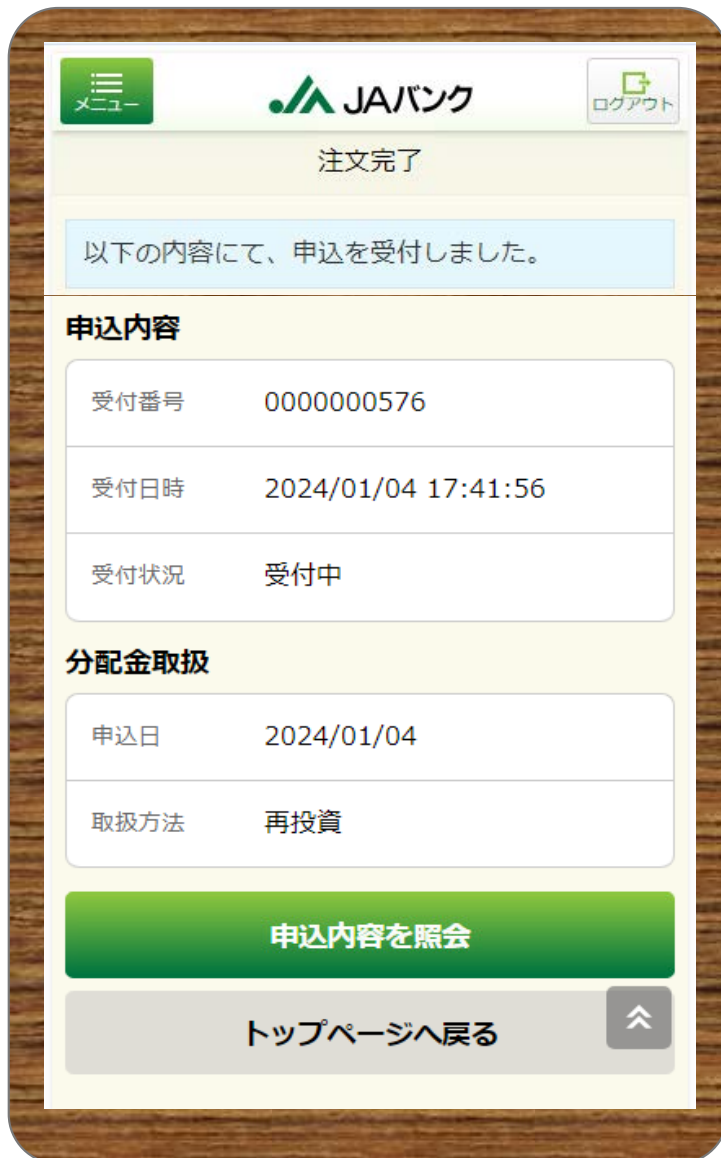 メニュー
JAバンク
ログアウト
注文完了
以下の内容にて、申込を受付しました。
申込内容
受付番号 0000000576
受付日時 2024/01/04 17:41:56
受付状況 受付中
分配金取扱
申込日 2024/01/04
取扱方法 再投資
申込内容を照会
トップページへ戻る